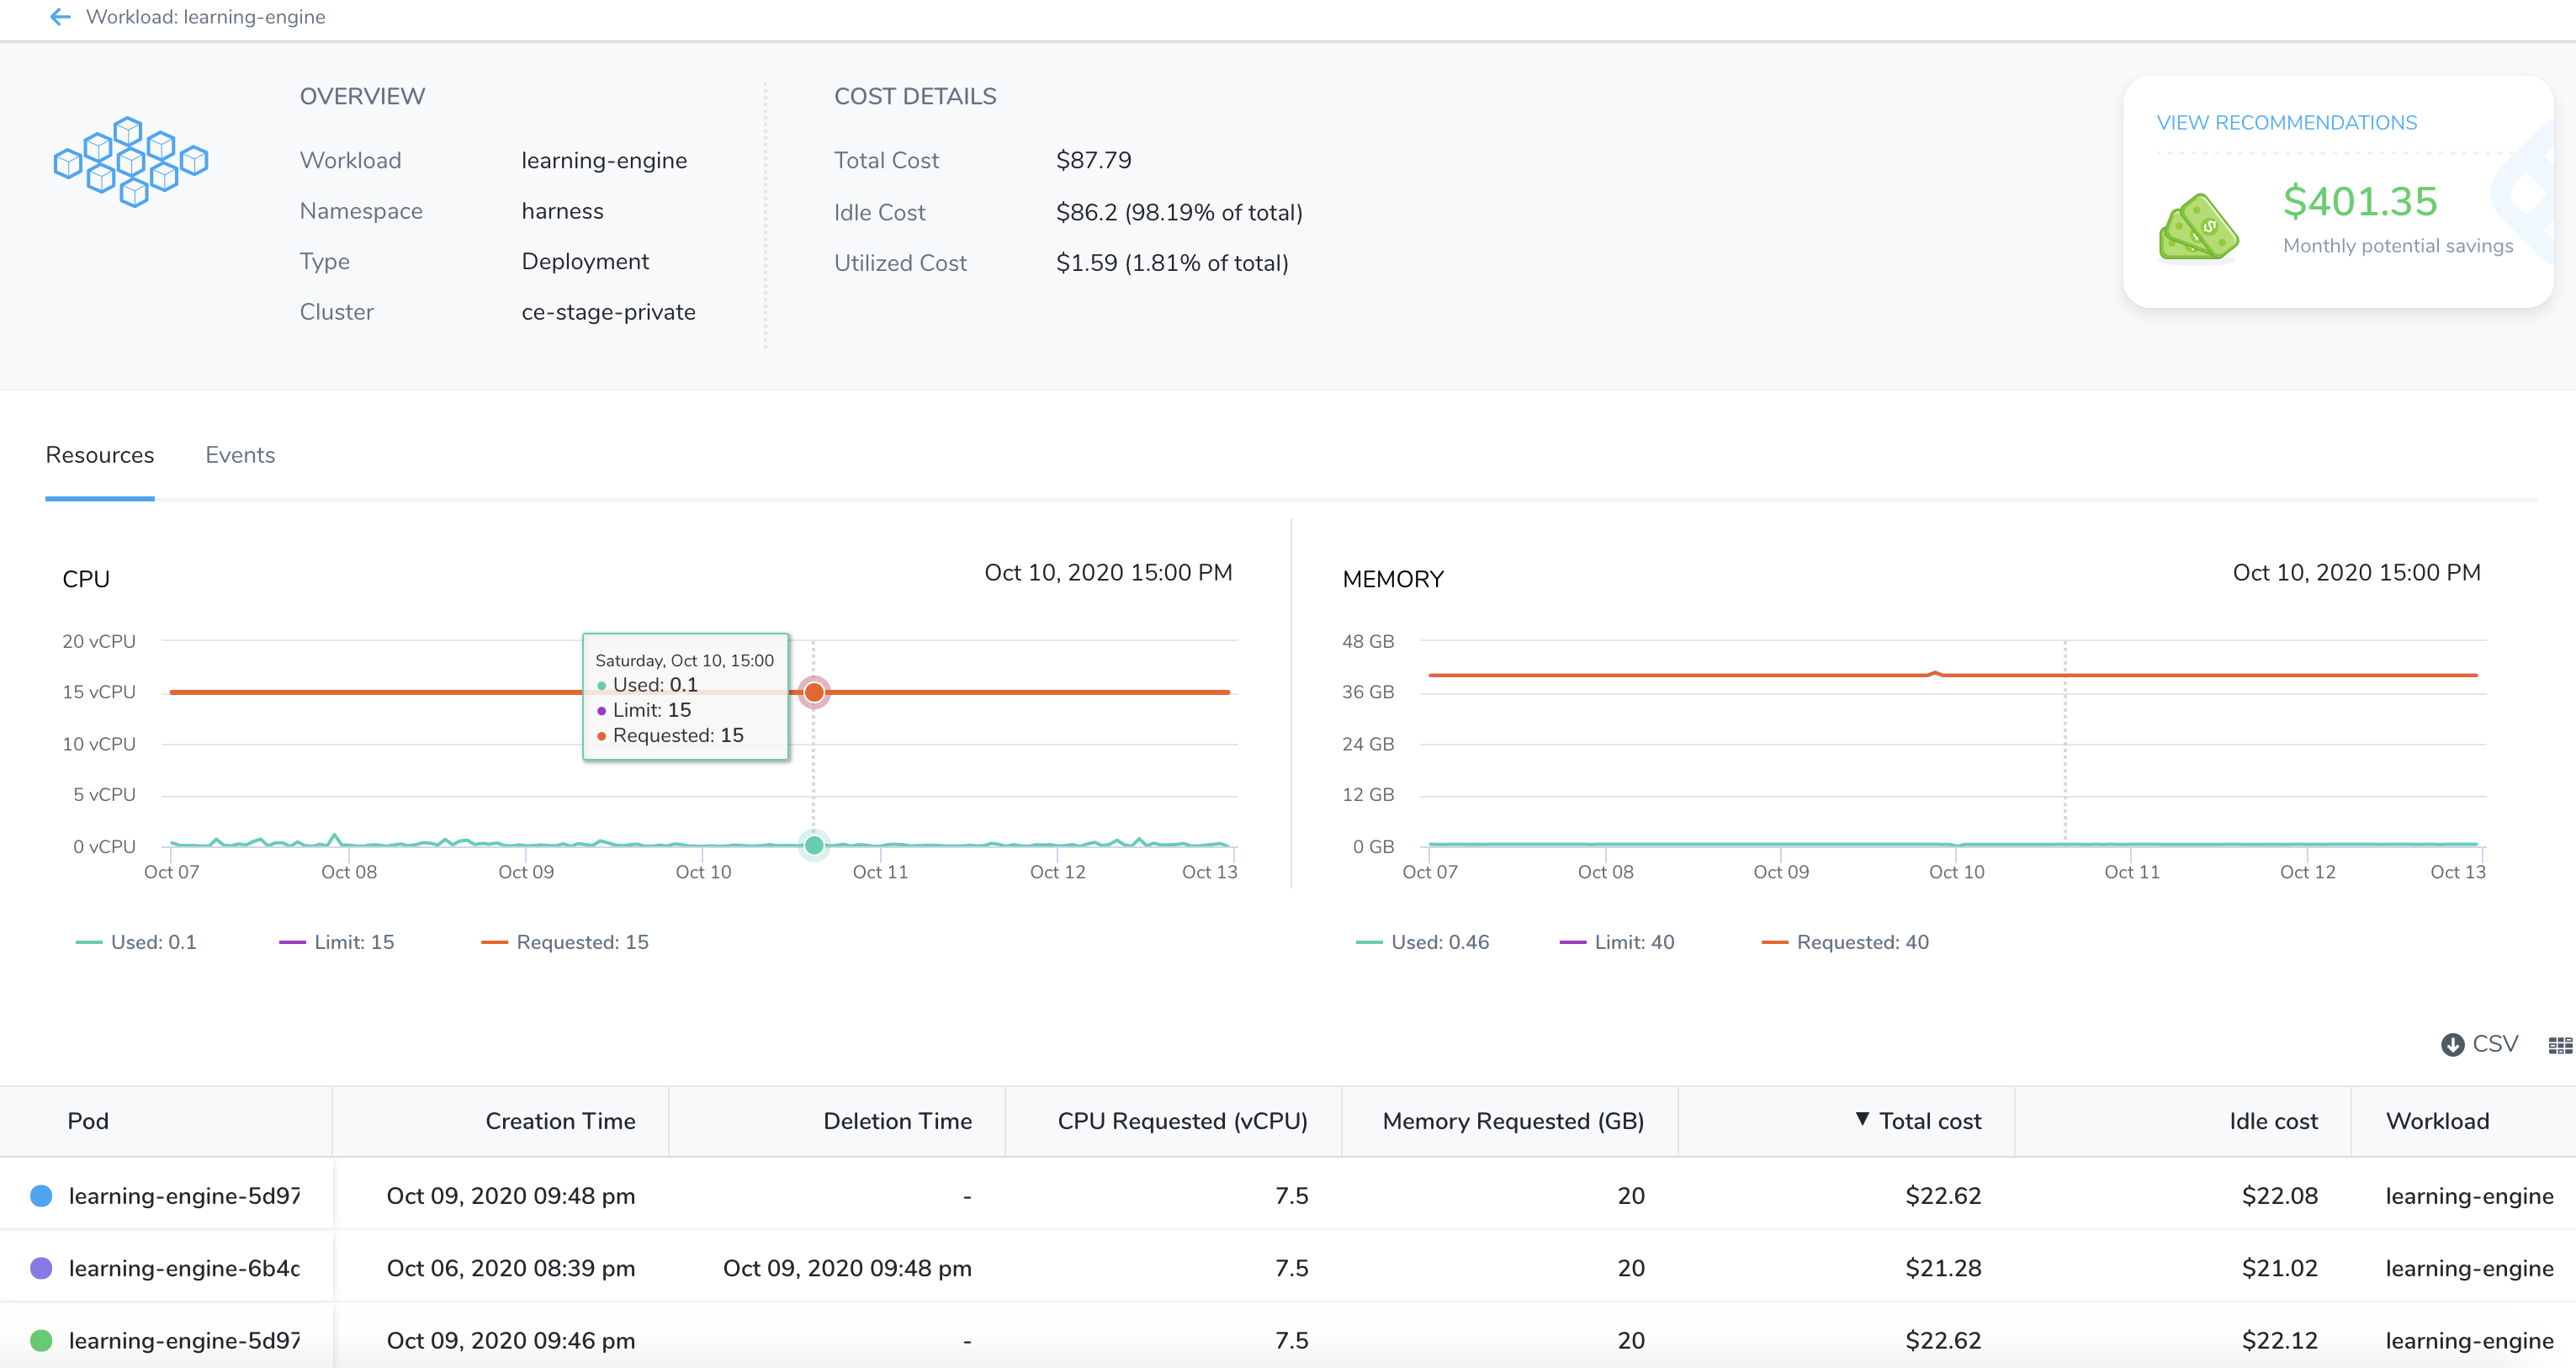 Workload: learning-engine
OVERVIEW
Workload learning-engine
Namespace harness
Type Deployment
Cluster ce-stage-private
COST DETAILS
Total Cost $87.79
Idle Cost $86.2 (98.19% of total)
Utilized Cost $1.59 (1.81% of total)
VIEW RECOMMENDATIONS
$401.35
Monthly potential savings
Resources Events
CPU
Oct 10, 2020 15:00 PM
20 vCPU
15 vCPU
10 vCPU
5 vCPU
0 vCPU
Saturday, Oct 10, 15:00
Used: 0.1
Limit: 15
Requested: 15
Oct 07 Oct 08 Oct 09 Oct 10 Oct 11 Oct 12 Oct 13
Used: 0.1 Limit: 15 Requested: 15
MEMORY
Oct 10, 2020 15:00 PM
48 GB
36 GB
24 GB
12 GB
0 GB
Oct 07 Oct 08 Oct 09 Oct 10 Oct 11 Oct 12 Oct 13
Used: 0.46 Limit: 40 Requested: 40
CSV
Pod Creation Time Deletion Time CPU Requested (vCPU) Memory Requested (GB) ▼ Total cost Idle cost Workload
learning-engine-5d97 Oct 09, 2020 09:48 pm - 7.5 20 $22.62 $22.08 learning-engine
learning-engine-6b4c Oct 06, 2020 08:39 pm Oct 09, 2020 09:48 pm 7.5 20 $21.28 $21.02 learning-engine
learning-engine-5d97 Oct 09, 2020 09:46 pm - 7.5 20 $22.62 $22.12 learning-engine